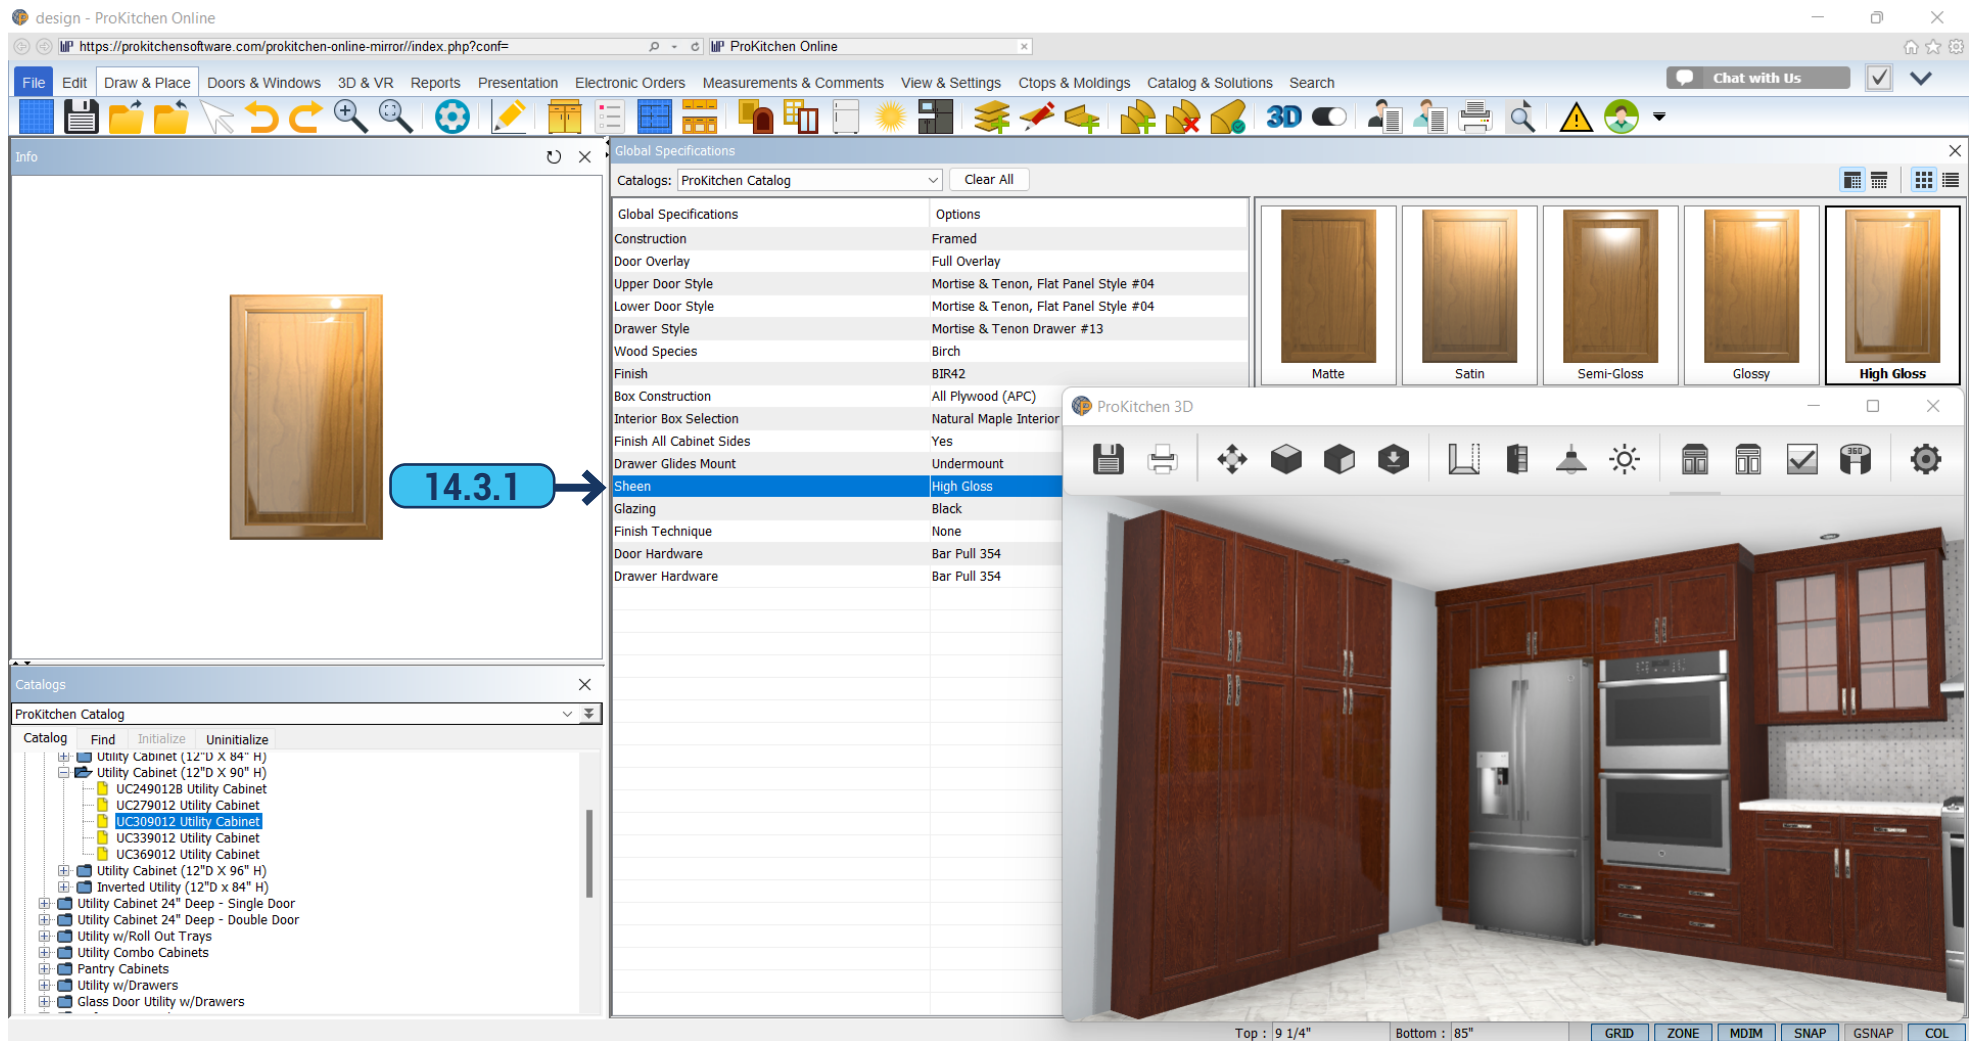 design - ProKitchen Online
https://prokitchensoftware.com/prokitchen-online-mirror//index.php?conf=
ProKitchen Online
File Edit Draw & Place Doors & Windows 3D & VR Reports Presentation Electronic Orders Measurements & Comments View & Settings Ctops & Moldings Catalog & Solutions Search
Chat with Us
3D
Info
Global Specifications
Catalogs: ProKitchen Catalog Clear All
Global Specifications Options
Construction Framed
Door Overlay Full Overlay
Upper Door Style Mortise & Tenon, Flat Panel Style #04
Lower Door Style Mortise & Tenon, Flat Panel Style #04
Drawer Style Mortise & Tenon Drawer #13
Wood Species Birch
Finish BIR42
Box Construction All Plywood (APC)
Interior Box Selection Natural Maple Interior
Finish All Cabinet Sides Yes
Drawer Glides Mount Undermount
Sheen High Gloss
Glazing Black
Finish Technique None
Door Hardware Bar Pull 354
Drawer Hardware Bar Pull 354
14.3.1
Matte Satin Semi-Gloss Glossy High Gloss
ProKitchen 3D
360
Catalogs
ProKitchen Catalog
Catalog Find Initialize Uninitialize
Utility Cabinet (12"D X 84" H)
Utility Cabinet (12"D X 90" H)
UC249012B Utility Cabinet
UC279012 Utility Cabinet
UC309012 Utility Cabinet
UC339012 Utility Cabinet
UC369012 Utility Cabinet
Utility Cabinet (12"D X 96" H)
Inverted Utility (12"D x 84" H)
Utility Cabinet 24" Deep - Single Door
Utility Cabinet 24" Deep - Double Door
Utility w/Roll Out Trays
Utility Combo Cabinets
Pantry Cabinets
Utility w/Drawers
Glass Door Utility w/Drawers
Top : 9 1/4" Bottom : 85" GRID ZONE MDIM SNAP GSNAP COL